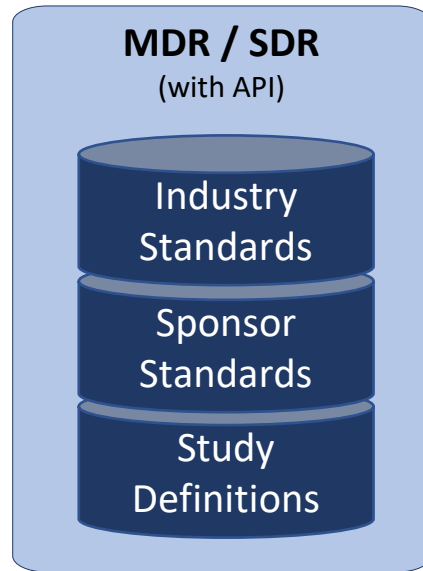 MDR / SDR
(with API)
Industry
Standards
Sponsor
Standards
Study
Definitions